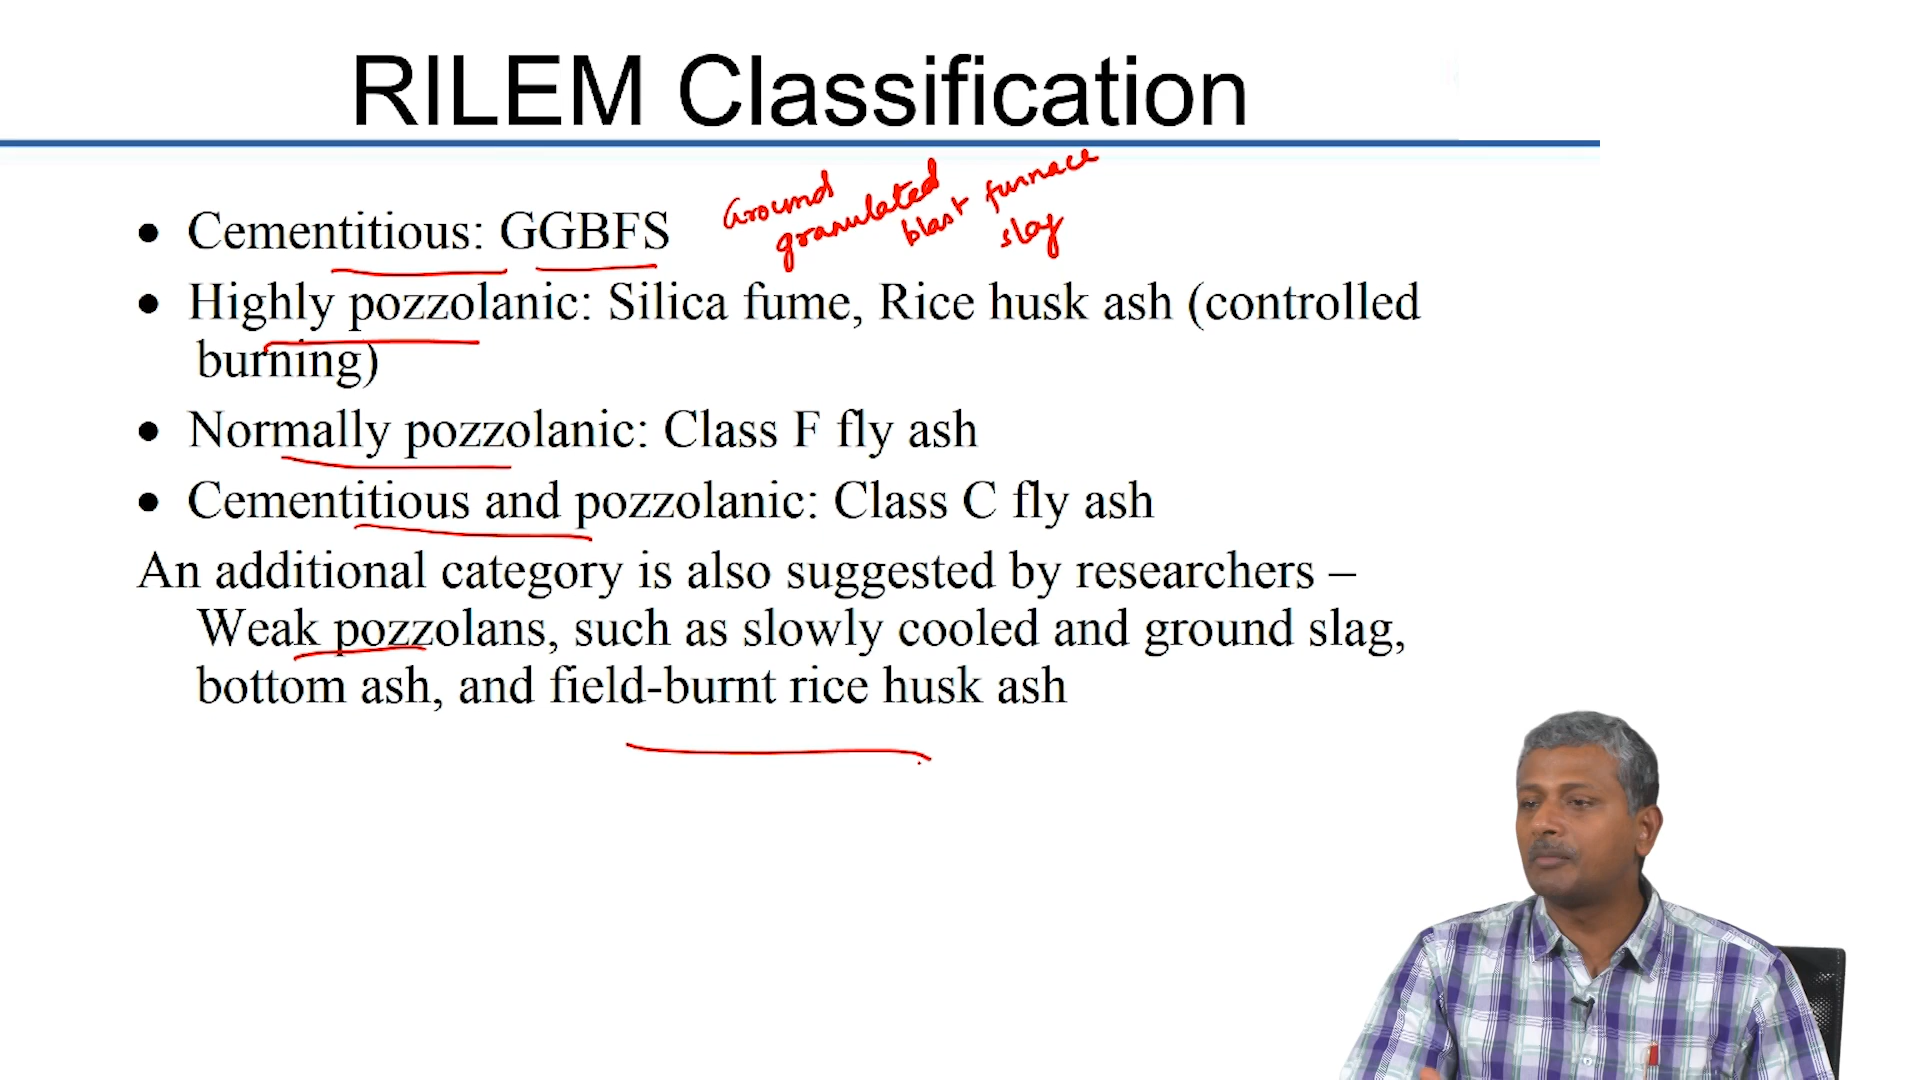 RILEM Classification
Ground granulated blast furnace slag
• Cementitious: GGBFS
• Highly pozzolanic: Silica fume, Rice husk ash (controlled
burning)
• Normally pozzolanic: Class F fly ash
• Cementitious and pozzolanic: Class C fly ash
An additional category is also suggested by researchers –
Weak pozzolans, such as slowly cooled and ground slag,
bottom ash, and field-burnt rice husk ash